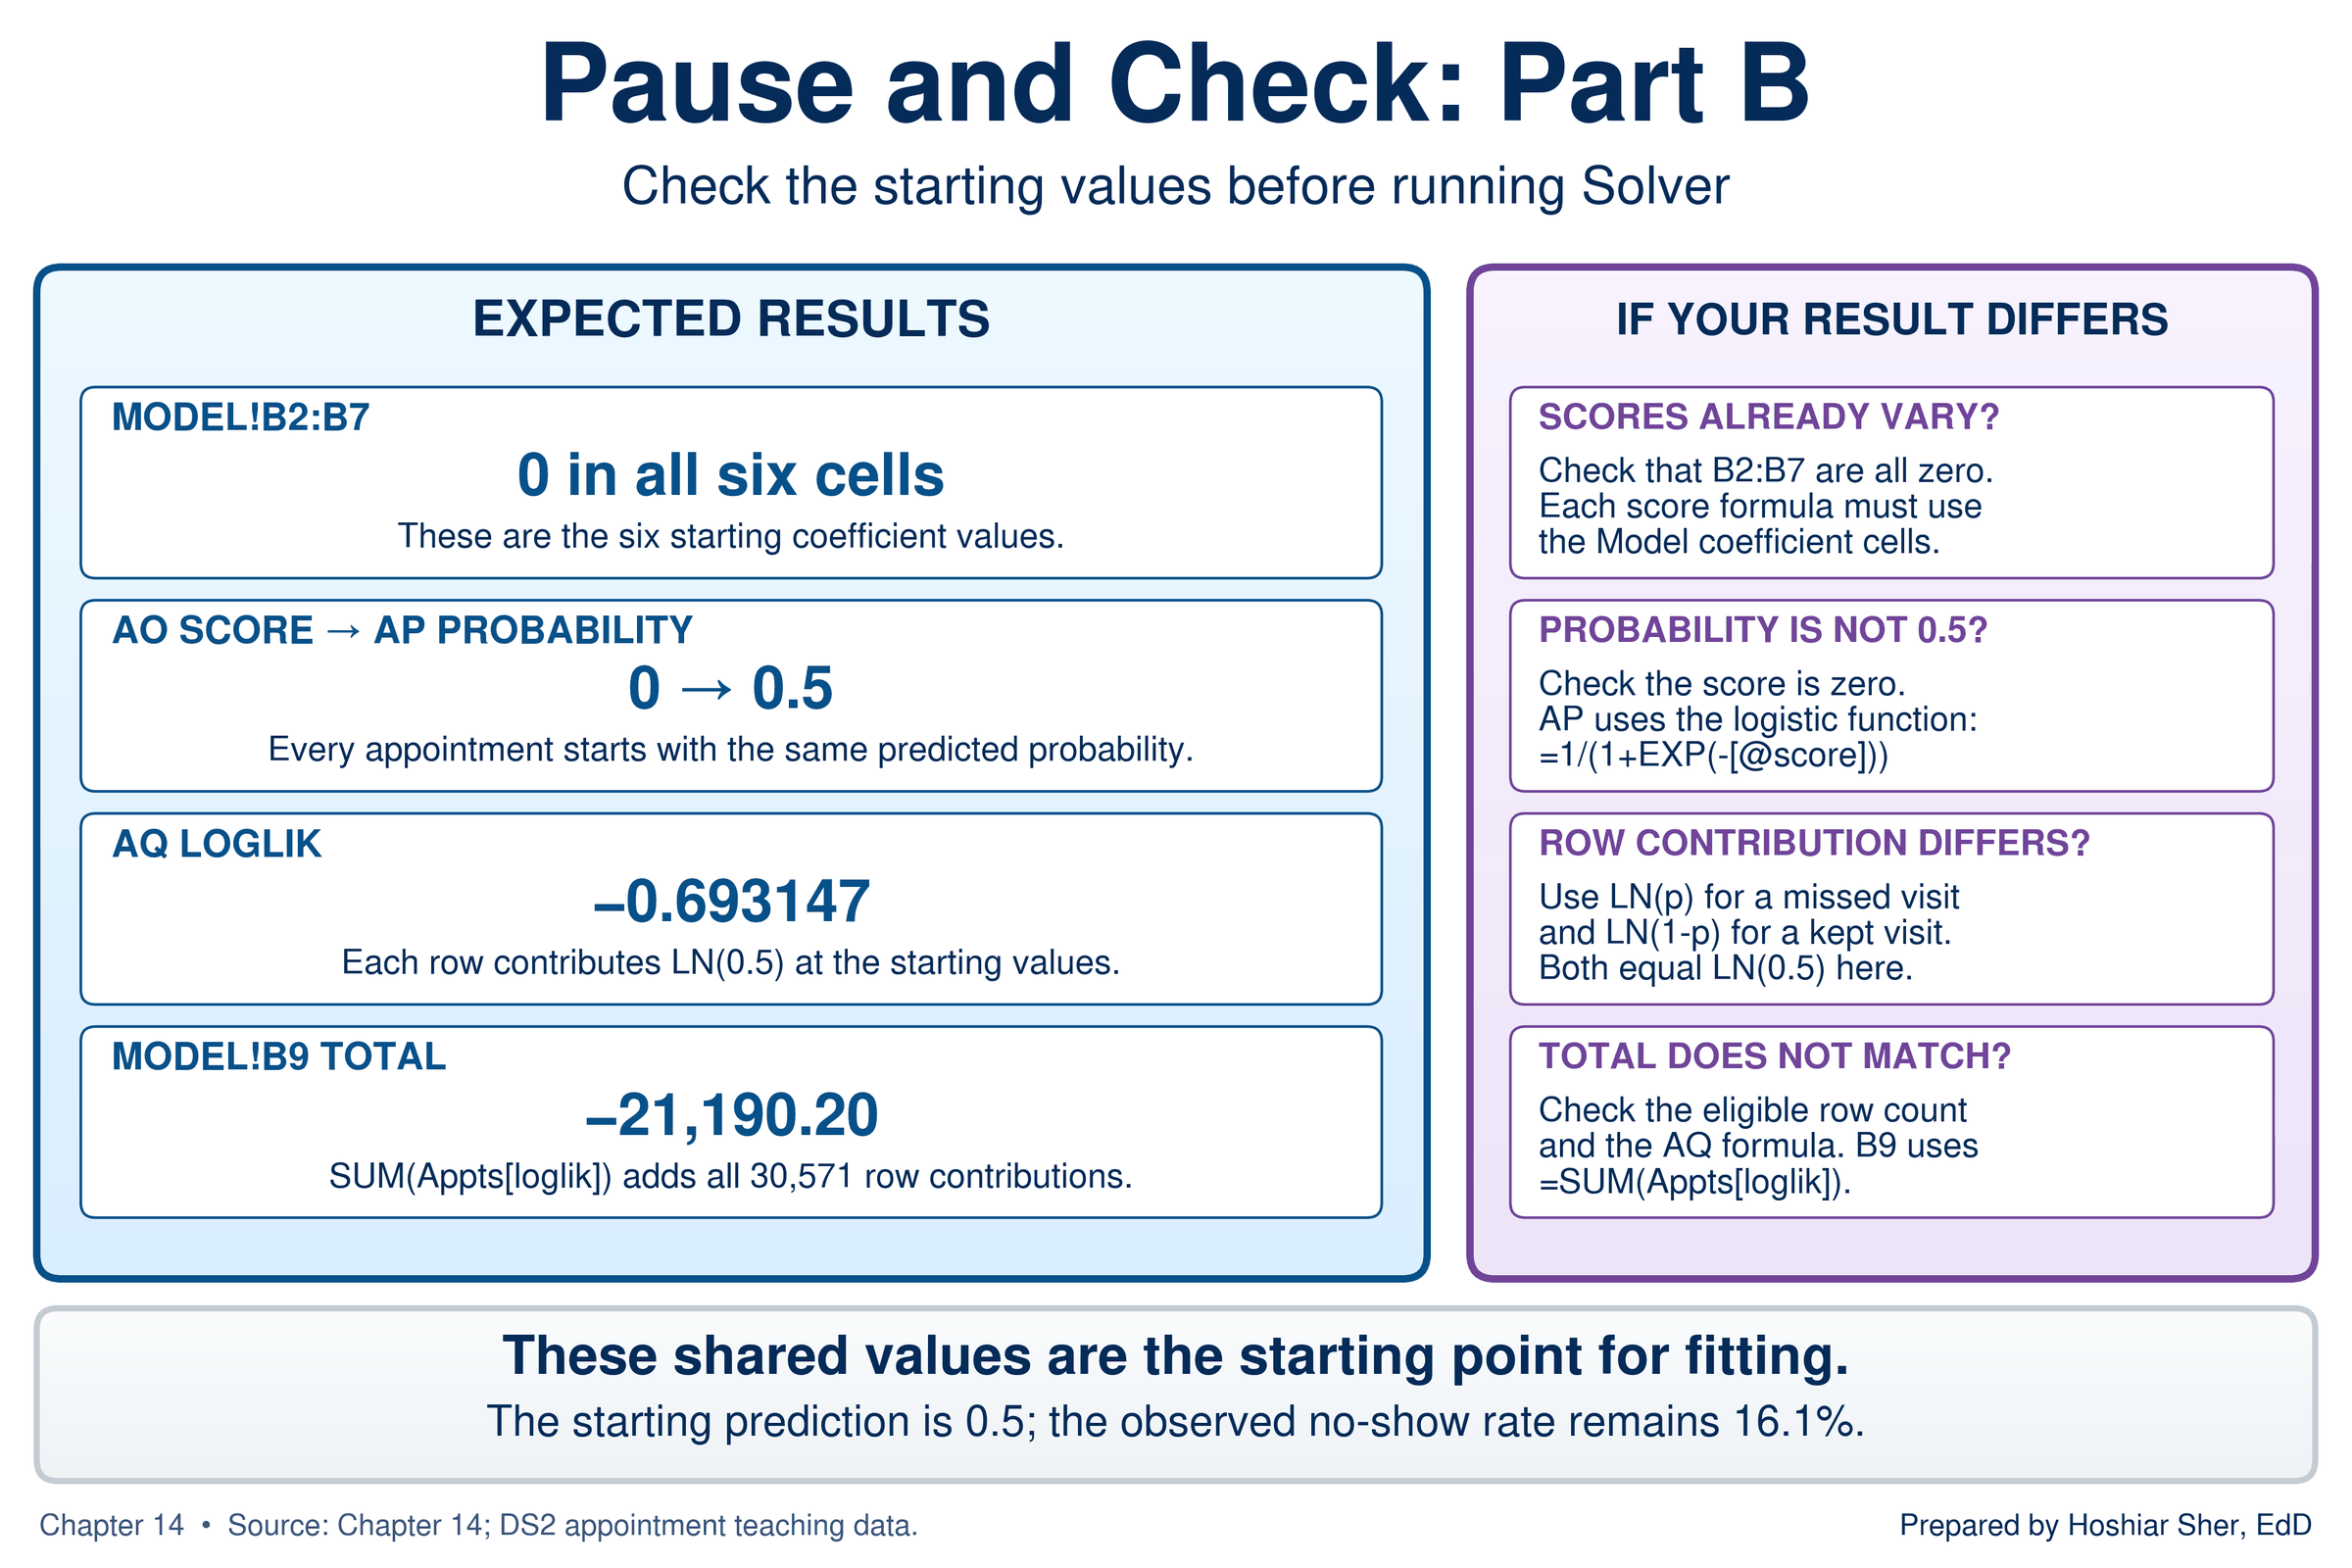 Pause and Check: Part B
Check the starting values before running Solver
EXPECTED RESULTS
MODEL!B2:B7
0 in all six cells
These are the six starting coefficient values.
AO SCORE → AP PROBABILITY
0 → 0.5
Every appointment starts with the same predicted probability.
AQ LOGLIK
–0.693147
Each row contributes LN(0.5) at the starting values.
MODEL!B9 TOTAL
–21,190.20
SUM(Appts[loglik]) adds all 30,571 row contributions.
IF YOUR RESULT DIFFERS
SCORES ALREADY VARY?
Check that B2:B7 are all zero.
Each score formula must use
the Model coefficient cells.
PROBABILITY IS NOT 0.5?
Check the score is zero.
AP uses the logistic function:
=1/(1+EXP(-[@score]))
ROW CONTRIBUTION DIFFERS?
Use LN(p) for a missed visit
and LN(1-p) for a kept visit.
Both equal LN(0.5) here.
TOTAL DOES NOT MATCH?
Check the eligible row count
and the AQ formula. B9 uses
=SUM(Appts[loglik]).
These shared values are the starting point for fitting.
The starting prediction is 0.5; the observed no-show rate remains 16.1%.
Chapter 14 • Source: Chapter 14; DS2 appointment teaching data.
Prepared by Hoshiar Sher, EdD